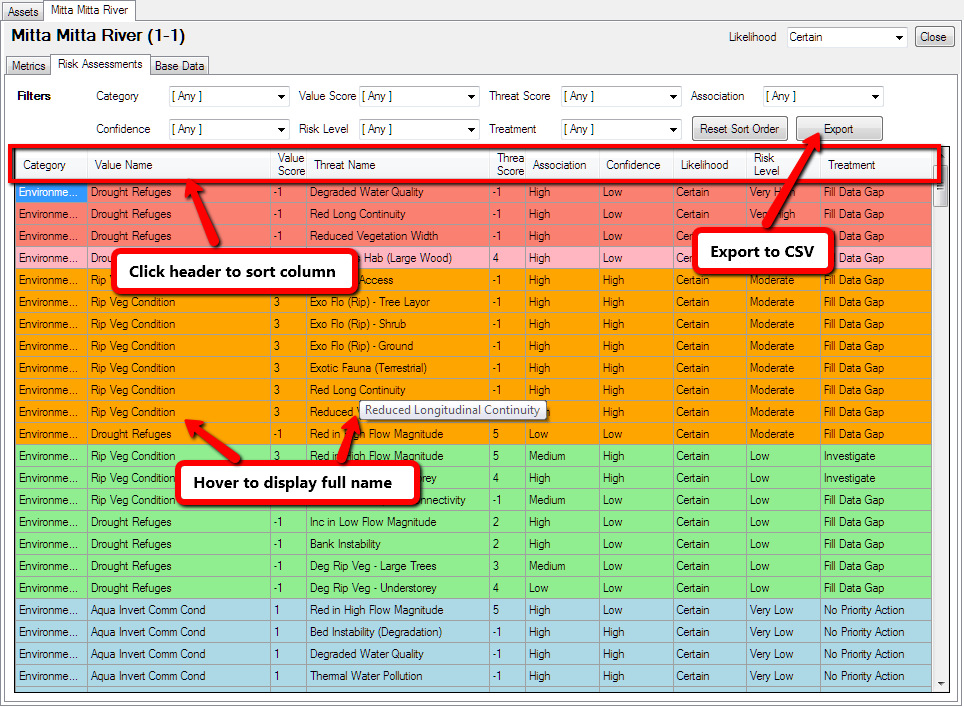 Assets Mitta Mitta River
Mitta Mitta River (1-1) Likelihood Certain Close
Metrics Risk Assessments Base Data
Filters Category [ Any ] Value Score [ Any ] Threat Score [ Any ] Association [ Any ]
Confidence [ Any ] Risk Level [ Any ] Treatment [ Any ] Reset Sort Order Export
Category Value Name Value Score Threat Name Threa Score Association Confidence Likelihood Risk Level Treatment
Environme... Drought Refuges -1 Degraded Water Quality -1 High Low Certain Very High Fill Data Gap
Environme... Drought Refuges -1 Red Long Continuity -1 High Low Certain Very High Fill Data Gap
Environme... Drought Refuges -1 Reduced Vegetation Width -1 High Low Fill Data Gap
Environme... Hab (Large Wood) 4 High Low Certain Data Gap
Export to CSV
Click header to sort column
Environme... Rip Access -1 High High Certain Moderate Fill Data Gap
Environme... Rip Veg Condition 3 Exo Flo (Rip) - Tree Layor -1 High High Certain Moderate Fill Data Gap
Environme... Rip Veg Condition 3 Exo Flo (Rip) - Shrub -1 High High Certain Moderate Fill Data Gap
Environme... Rip Veg Condition 3 Exo Flo (Rip) - Ground -1 High High Certain Moderate Fill Data Gap
Environme... Rip Veg Condition 3 Exotic Fauna (Terrestrial) -1 High High Certain Moderate Fill Data Gap
Environme... Rip Veg Condition 3 Red Long Continuity -1 High High Certain Moderate Fill Data Gap
Environme... Rip Veg Condition 3 Reduced Reduced Longitudinal Continuity High Certain Moderate Fill Data Gap
Environme... Drought Refuges -1 Red in High Flow Magnitude 5 Low Low Certain Moderate Fill Data Gap
Environme... Rip Veg Condition 3 Red in High Flow Magnitude 5 Medium High Certain Low Investigate
Hover to display full name
Environme... Rip Veg Condition 4 High High Certain Low Investigate
Environme... Rip Veg Condition -1 Medium Low Certain Low Fill Data Gap
Environme... Drought Refuges -1 Inc in Low Flow Magnitude 2 High Low Certain Low Fill Data Gap
Environme... Drought Refuges -1 Bank Instability 2 High Low Certain Low Fill Data Gap
Environme... Drought Refuges -1 Deg Rip Veg - Large Trees 3 Medium Low Certain Low Fill Data Gap
Environme... Drought Refuges -1 Deg Rip Veg - Understorey 4 Low Low Certain Low Fill Data Gap
Environme... Aqua Invert Comm Cond 1 Red in High Flow Magnitude 5 High Low Certain Very Low No Priority Action
Environme... Aqua Invert Comm Cond 1 Bed Instability (Degradation) -1 High High Certain Very Low No Priority Action
Environme... Aqua Invert Comm Cond 1 Degraded Water Quality -1 High High Certain Very Low No Priority Action
Environme... Aqua Invert Comm Cond 1 Thermal Water Pollution -1 High High Certain Very Low No Priority Action